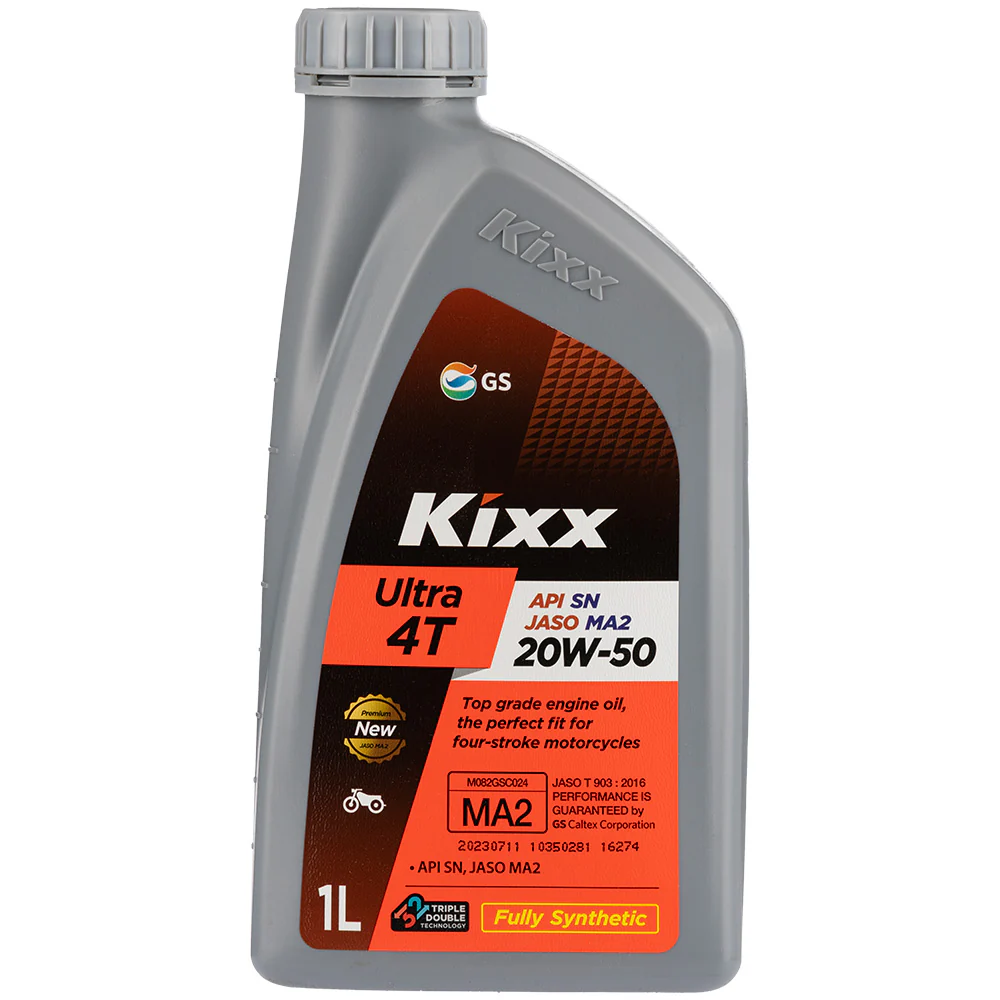 Kixx
GS
Kixx
Ultra
4T
API SN
JASO MA2
20W-50
Top grade engine oil,
the perfect fit for
four-stroke motorcycles
Premium
New
JASO MA2
M082GSC024
MA2
JASO T 903 : 2016
PERFORMANCE IS
GUARANTEED by
GS Caltex Corporation
20230711 10350281 16274
• API SN, JASO MA2
1L
52
TRIPLE
DOUBLE
TECHNOLOGY
Fully Synthetic